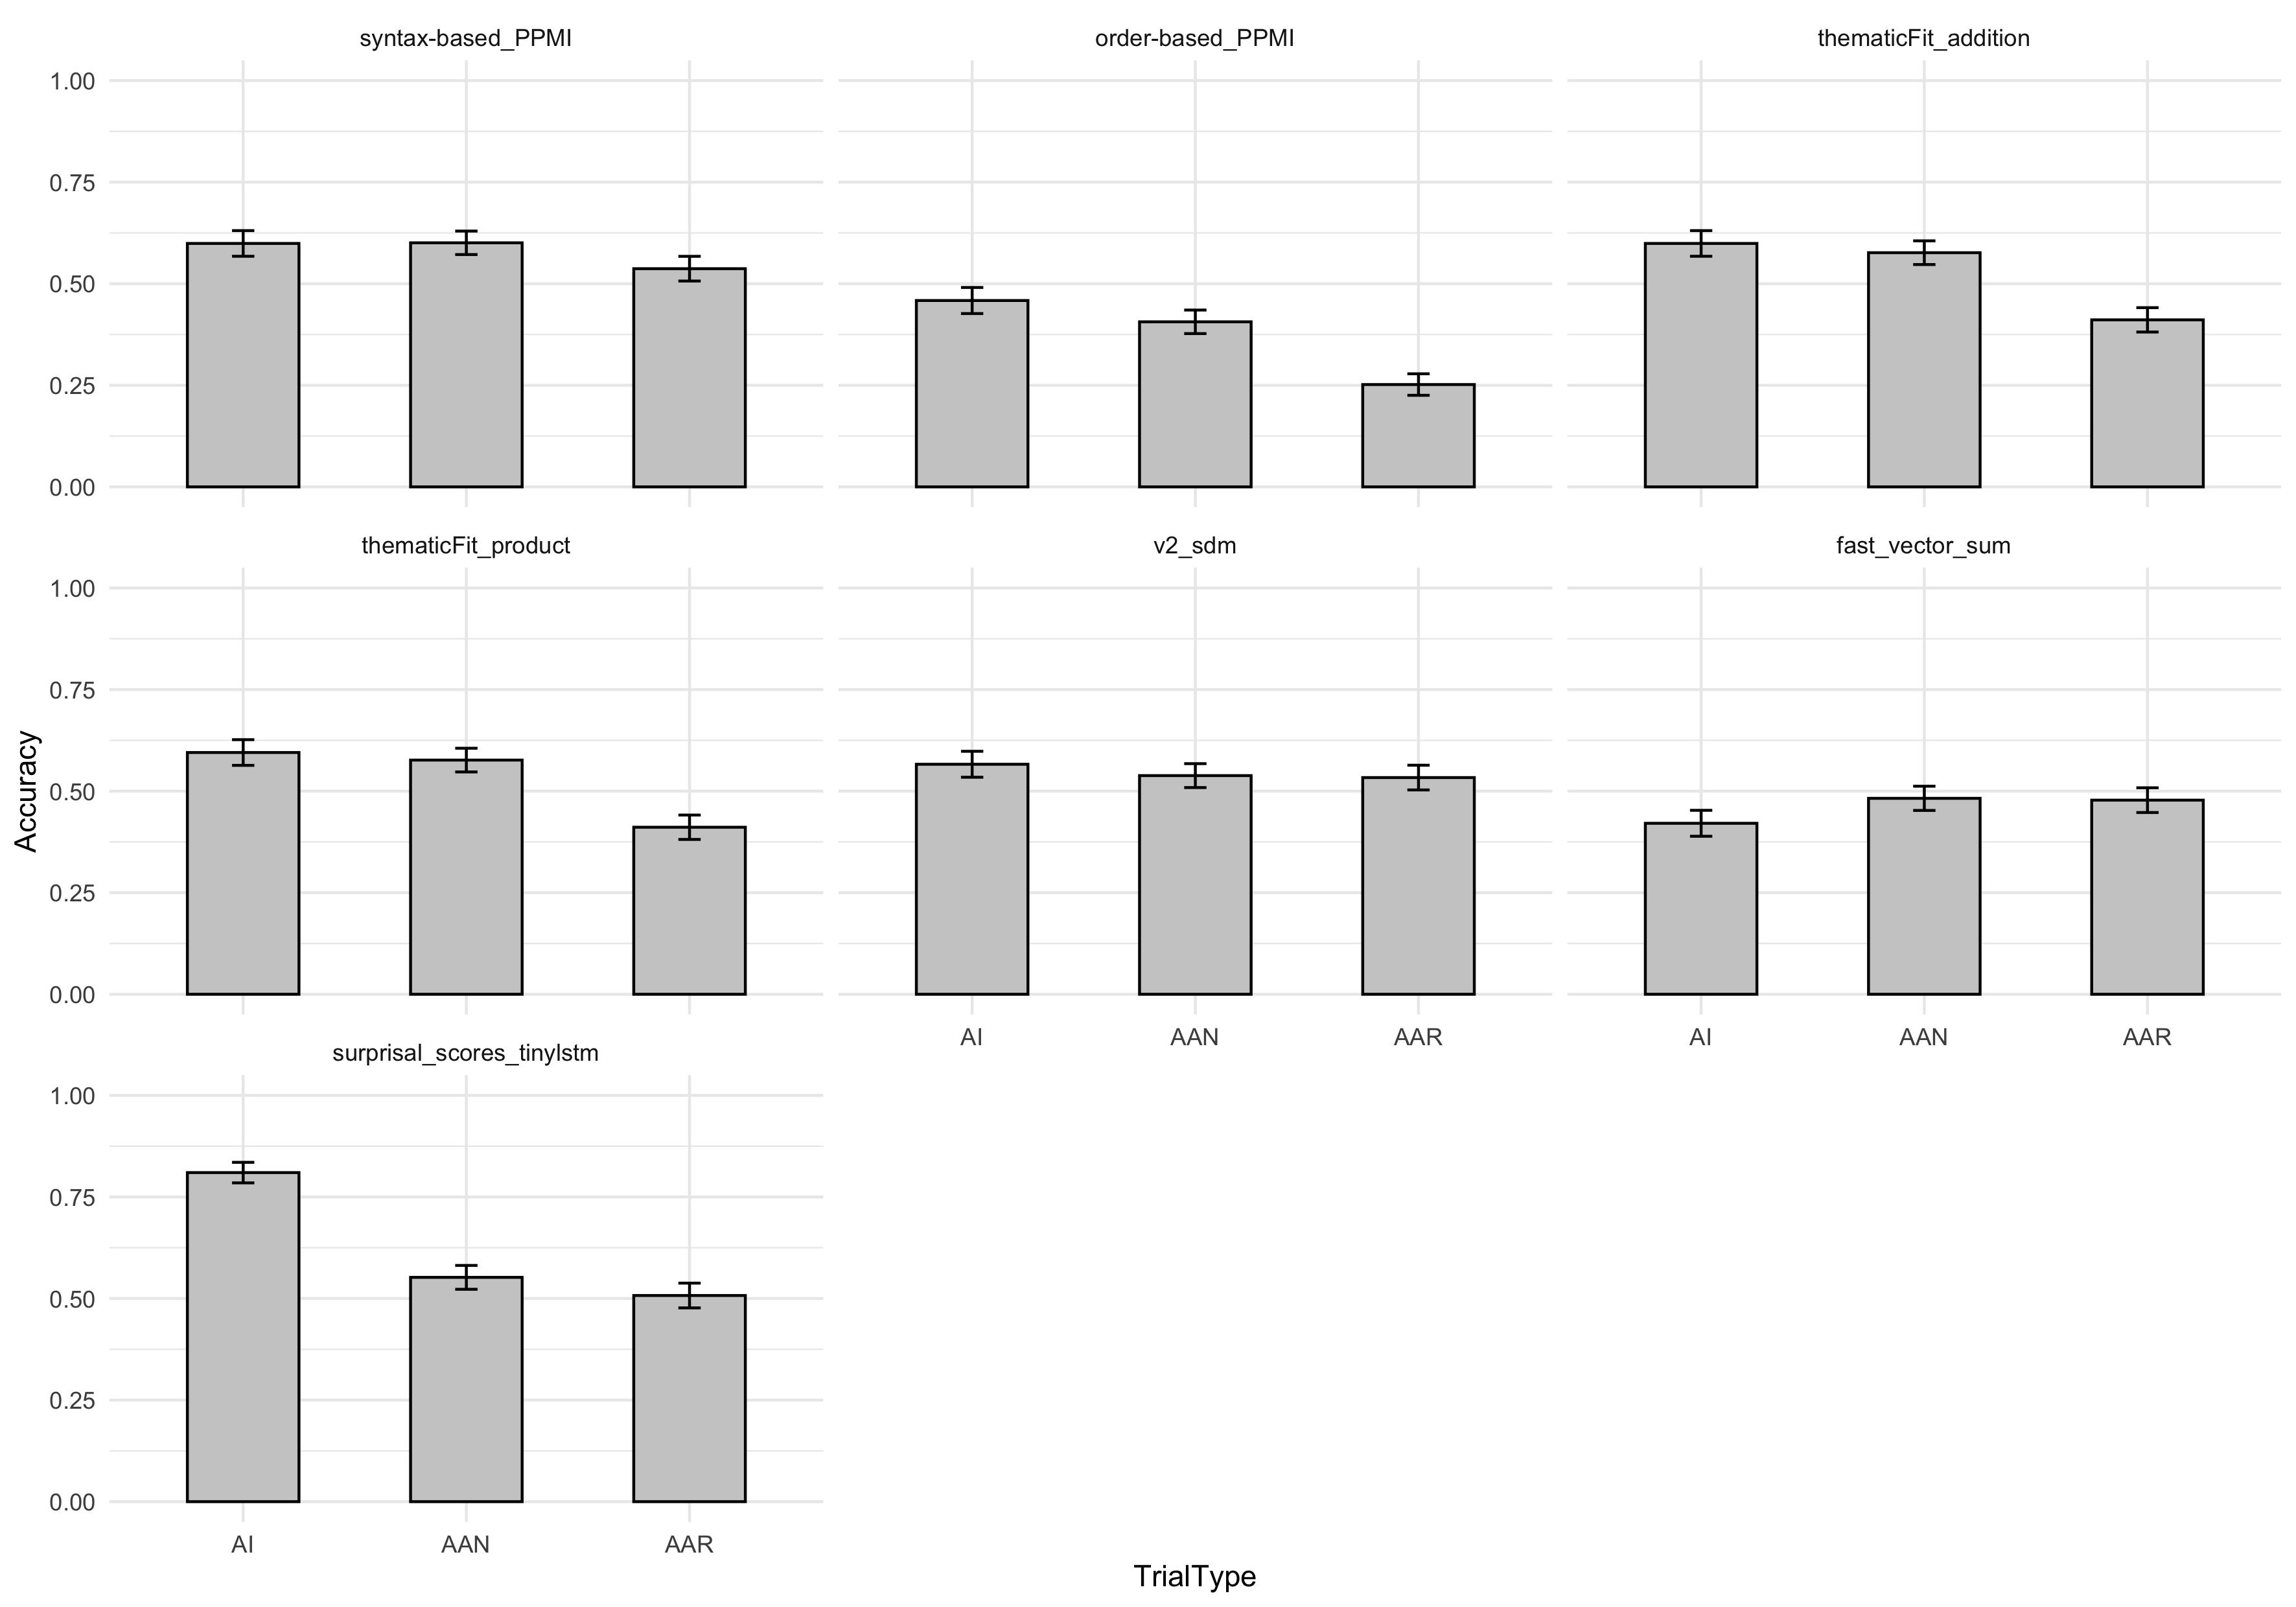 syntax-based_PPMI
order-based_PPMI
thematicFit_addition
1.00
0.75
0.50
0.25
0.00
thematicFit_product
v2_sdm
fast_vector_sum
1.00
0.75
0.50
0.25
0.00
Accuracy
AI AAN AAR
AI AAN AAR
surprisal_scores_tinylstm
1.00
0.75
0.50
0.25
0.00
AI AAN AAR
TrialType